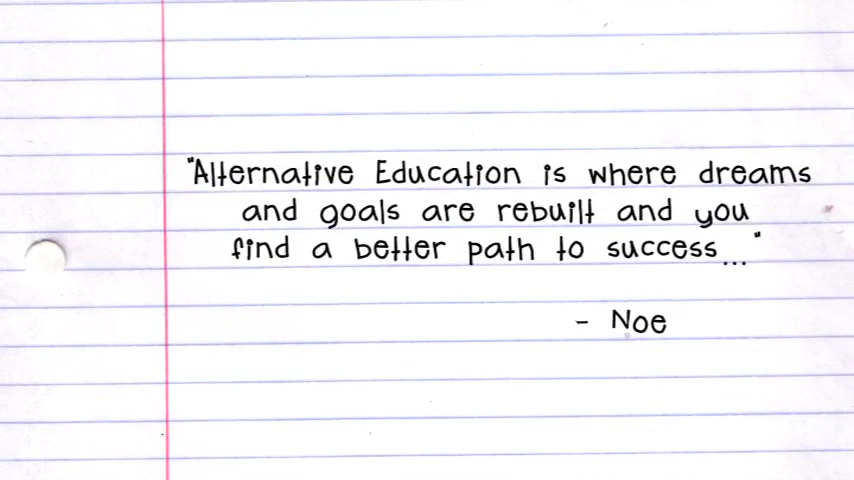 "Alternative Education is where dreams
and goals are rebuilt and you
find a better path to success..."
- Noe